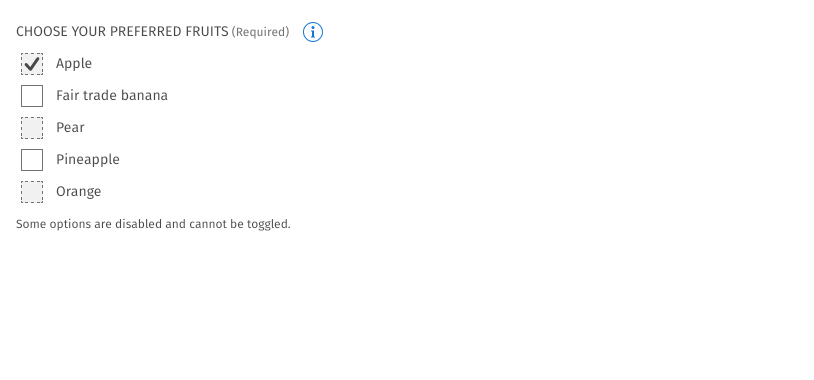 CHOOSE YOUR PREFERRED FRUITS (Required)
Apple
Fair trade banana
Pear
Pineapple
Orange
Some options are disabled and cannot be toggled.